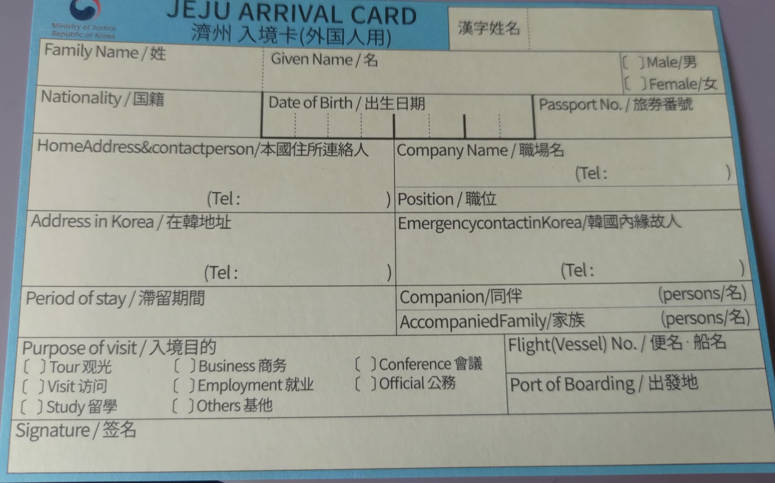 JEJU ARRIVAL CARD
濟州 入境卡(外国人用)
漢字姓名
Ministry of Justice
Republic of Korea
Family Name / 姓
Given Name / 名
[ ]Male/男
[ ]Female/女
Nationality / 国籍
Date of Birth / 出生日期
Passport No. / 旅券番號
HomeAddress&contactperson/本國住所連絡人
(Tel : )
Company Name / 職場名
(Tel : )
Position / 職位
Address in Korea / 在韓地址
(Tel : )
EmergencycontactinKorea/韓國內緣故人
(Tel : )
Period of stay / 滯留期間
Companion/同伴 (persons/名)
AccompaniedFamily/家族 (persons/名)
Purpose of visit / 入境目的
[ ]Tour 观光 [ ]Business 商务 [ ]Conference 會議
[ ]Visit 访问 [ ]Employment 就业 [ ]Official 公務
[ ]Study 留學 [ ]Others 基他
Flight(Vessel) No. / 便名 · 船名
Port of Boarding / 出發地
Signature / 签名